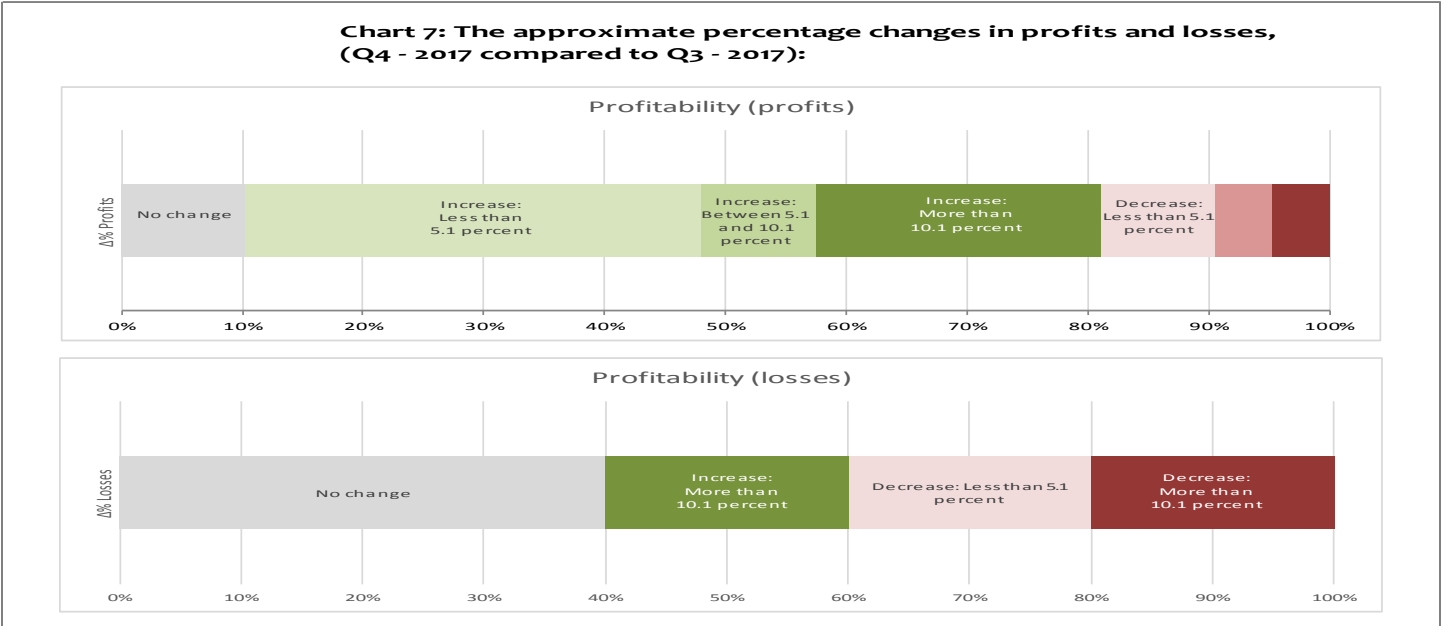 Chart 7: The approximate percentage changes in profits and losses,
(Q4 - 2017 compared to Q3 - 2017):
Profitability (profits)
Δ% Profits
No change
Increase:
Less than
5.1 percent
Increase:
Between 5.1
and 10.1
percent
Increase:
More than
10.1 percent
Decrease:
Less than 5.1
percent
0% 10% 20% 30% 40% 50% 60% 70% 80% 90% 100%
Profitability (losses)
Δ% Losses
No change
Increase:
More than
10.1 percent
Decrease: Less than 5.1
percent
Decrease:
More than
10.1 percent
0% 10% 20% 30% 40% 50% 60% 70% 80% 90% 100%